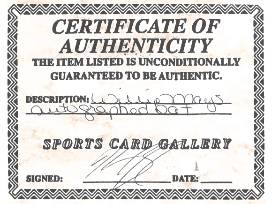 CERTIFICATE OF
AUTHENTICITY
THE ITEM LISTED IS UNCONDITIONALLY
GUARANTEED TO BE AUTHENTIC.
DESCRIPTION: Willie Mays
autographed bat
SPORTS CARD GALLERY
SIGNED: DATE: